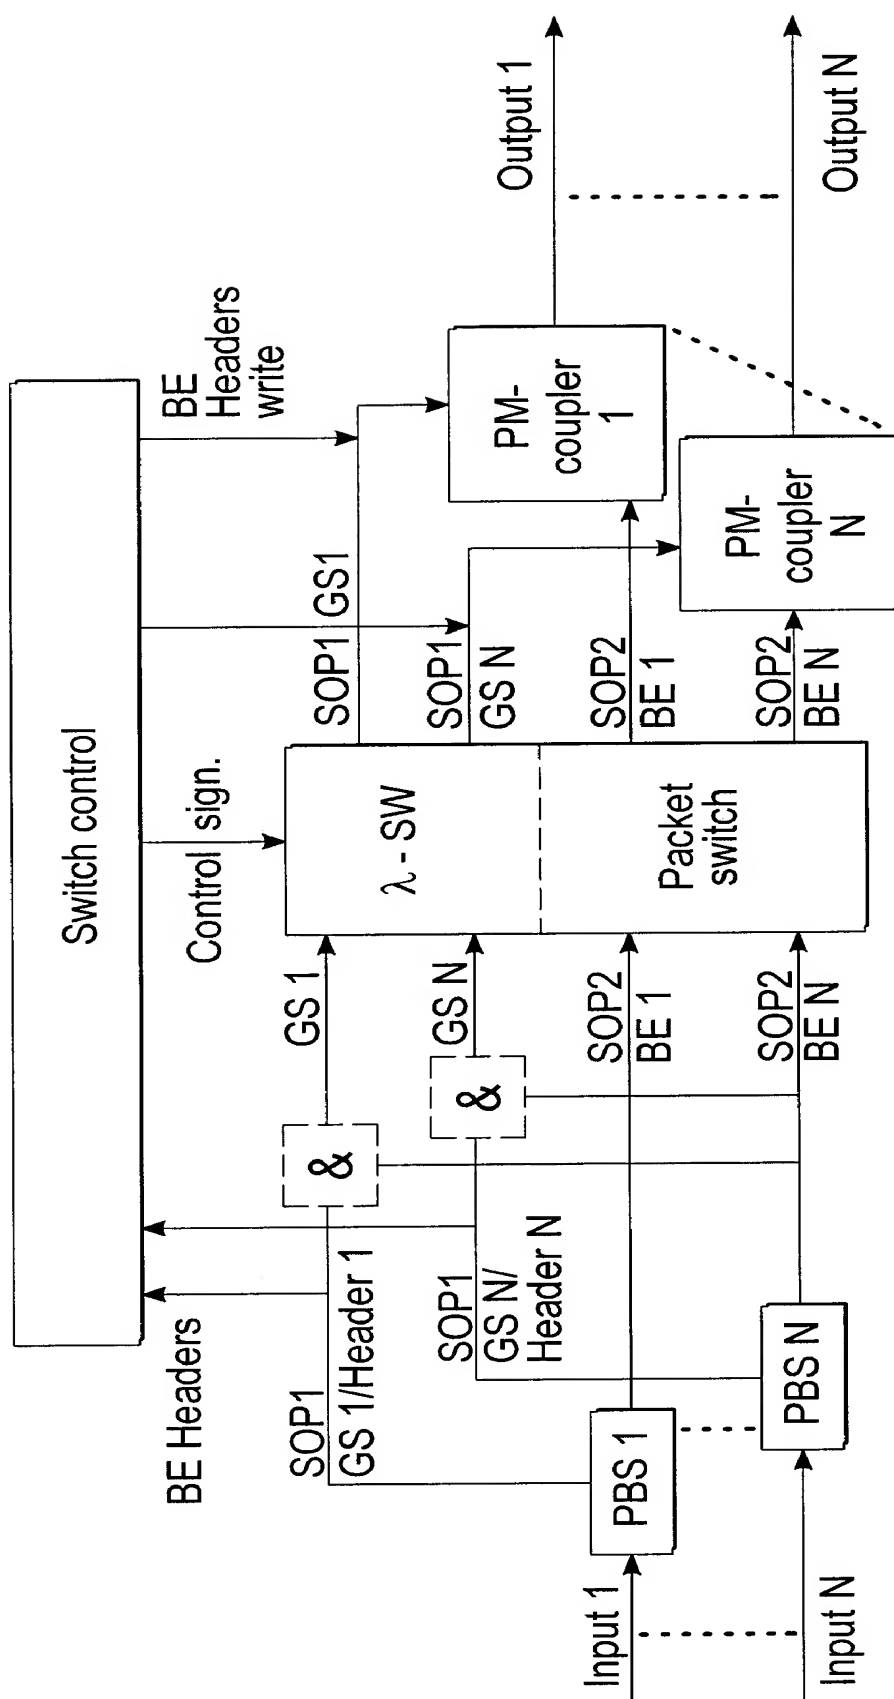 Switch control
BE Headers
Control sign.
BE
Headers
write
SOP1
GS 1/Header 1
&
GS 1
SOP1 GS1
SOP1
GS N/
Header N
&
GS N
λ - SW
SOP1
GS N
Packet
switch
PM-
coupler
1
Output 1
Input 1
PBS 1
SOP2
BE 1
SOP2
BE 1
PM-
coupler
N
Output N
Input N
PBS N
SOP2
BE N
SOP2
BE N